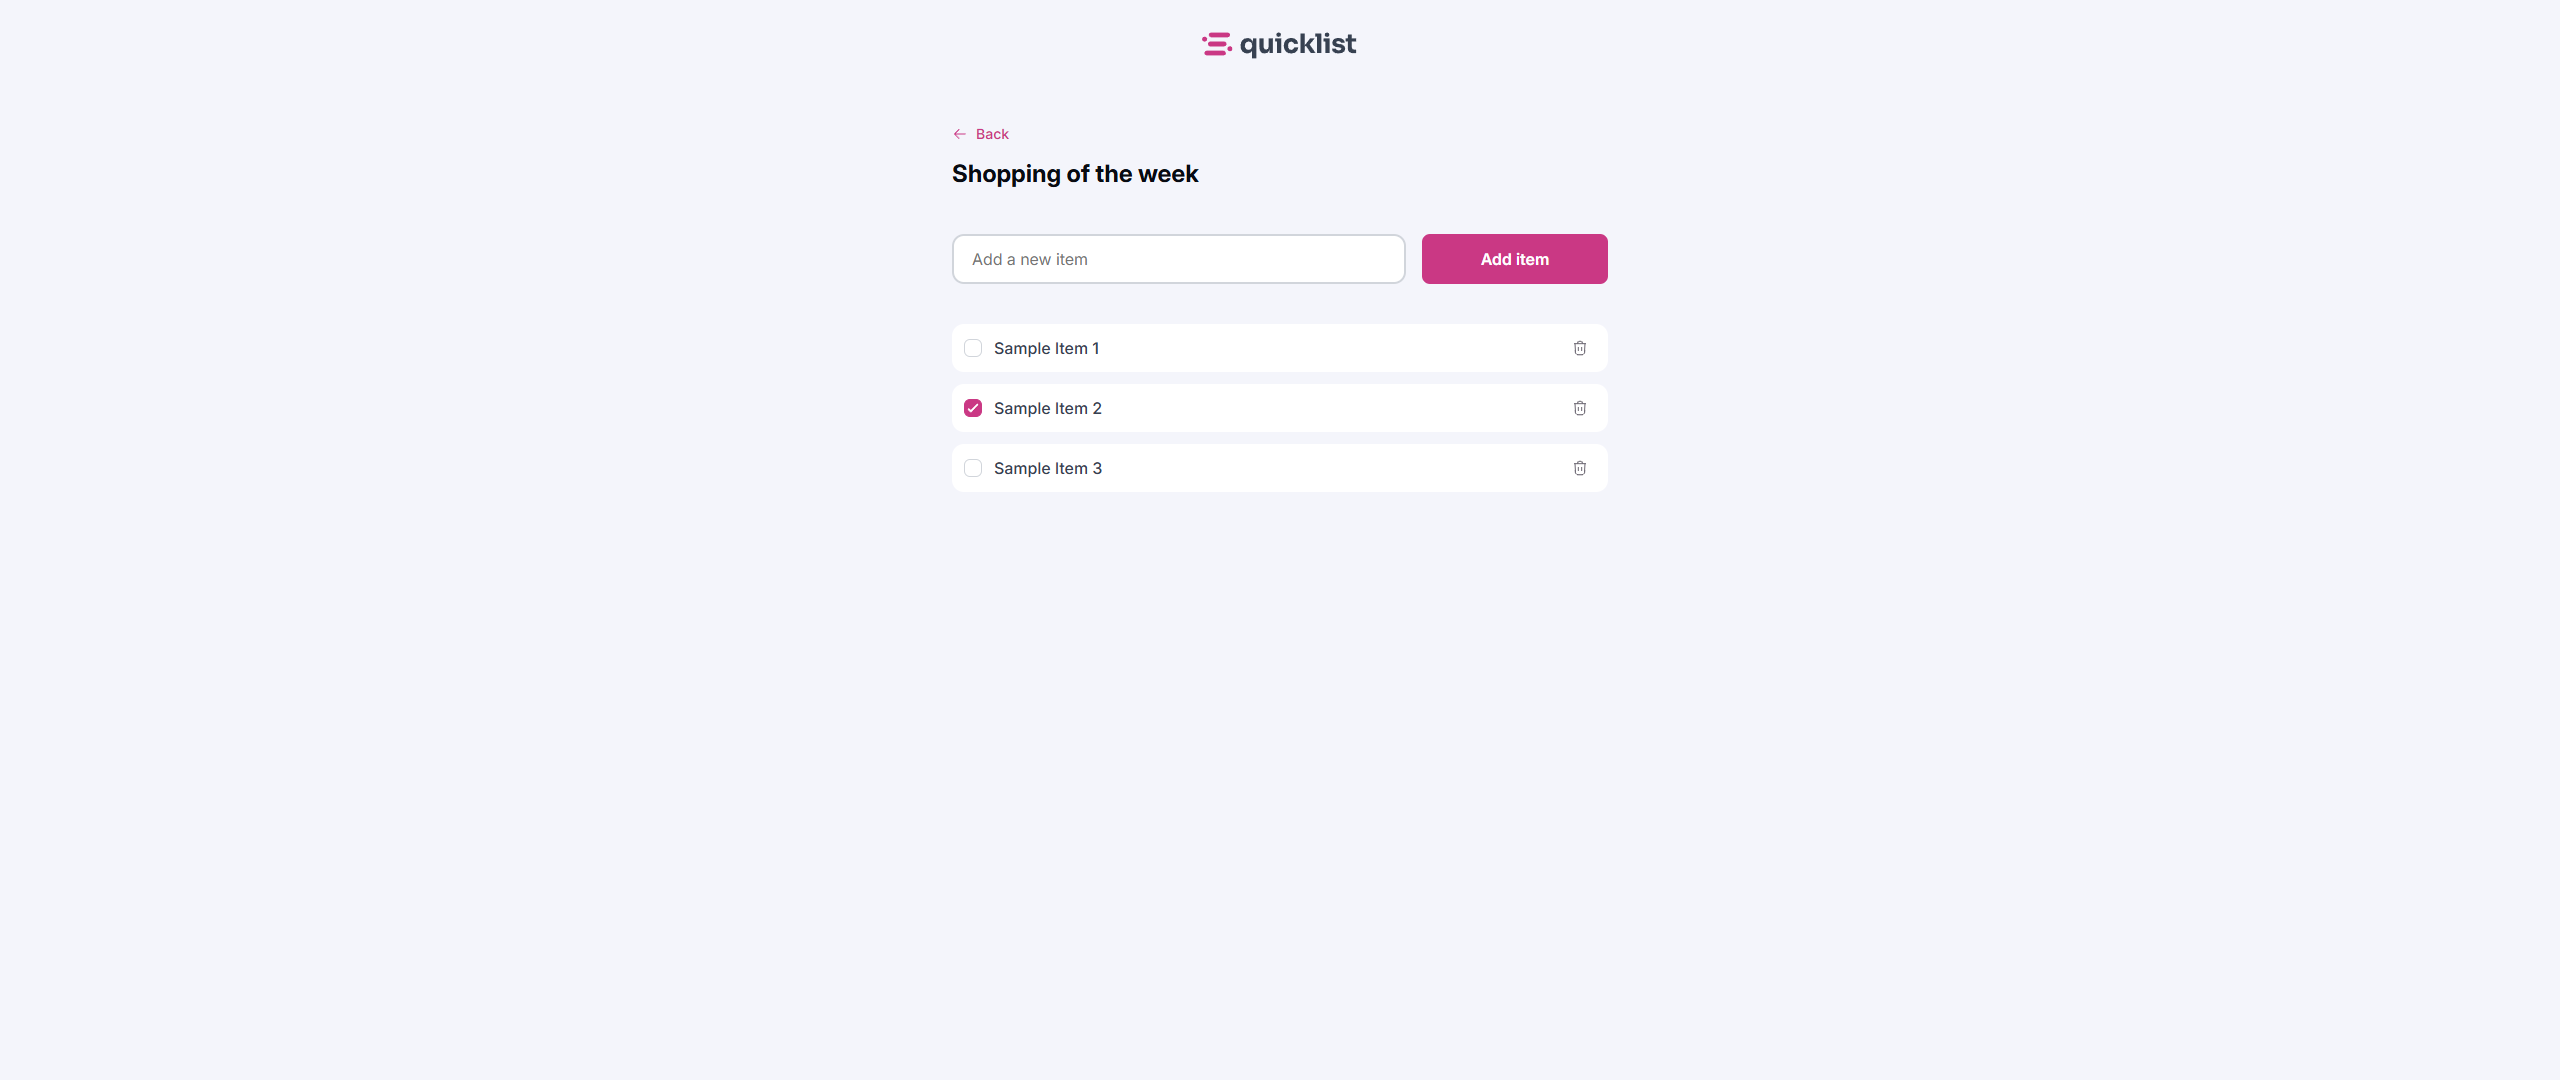 quicklist
Back
Shopping of the week
Add a new item
Add item
Sample Item 1
Sample Item 2
Sample Item 3